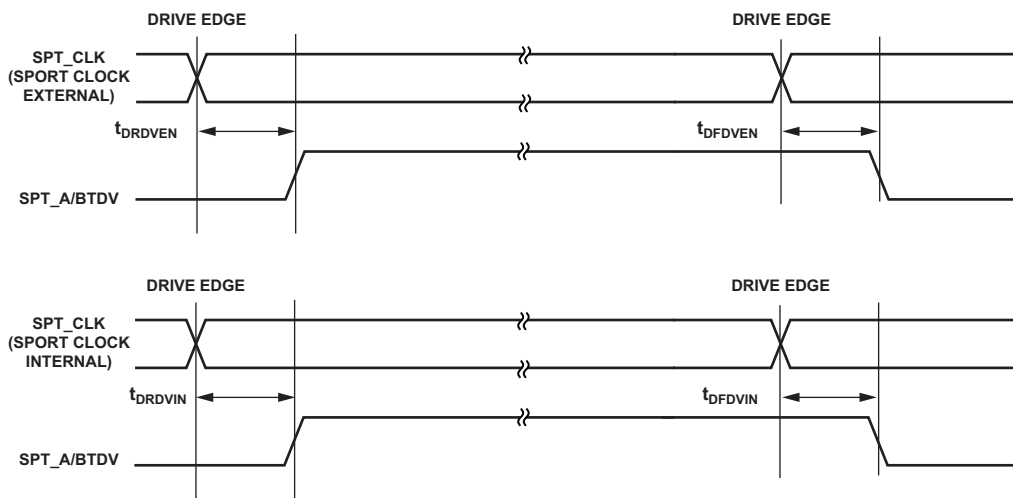 DRIVE EDGE DRIVE EDGE
SPT_CLK
(SPORT CLOCK
EXTERNAL)
tDRDVEN tDFDVEN
SPT_A/BTDV
DRIVE EDGE DRIVE EDGE
SPT_CLK
(SPORT CLOCK
INTERNAL)
tDRDVIN tDFDVIN
SPT_A/BTDV